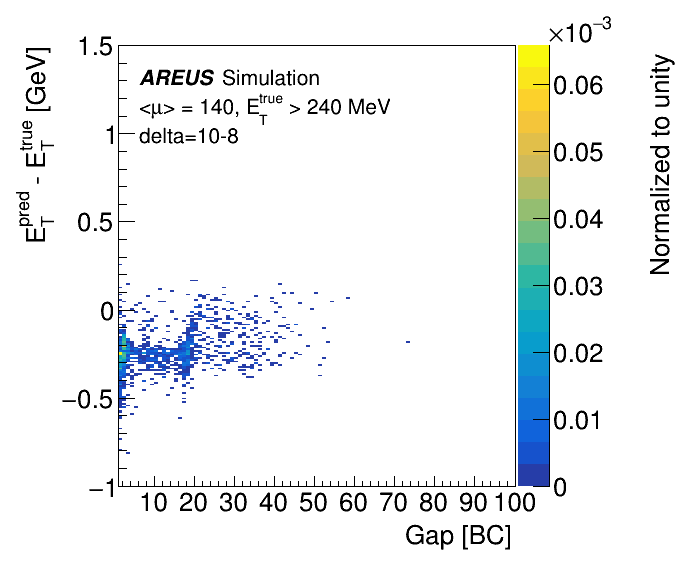 ×10⁻³
AREUS Simulation
<μ> = 140, E_T^true > 240 MeV
delta=10-8
E_T^pred - E_T^true [GeV]
1.5
1
0.5
0
−0.5
−1
10 20 30 40 50 60 70 80 90 100
Gap [BC]
0.06
0.05
0.04
0.03
0.02
0.01
0
Normalized to unity